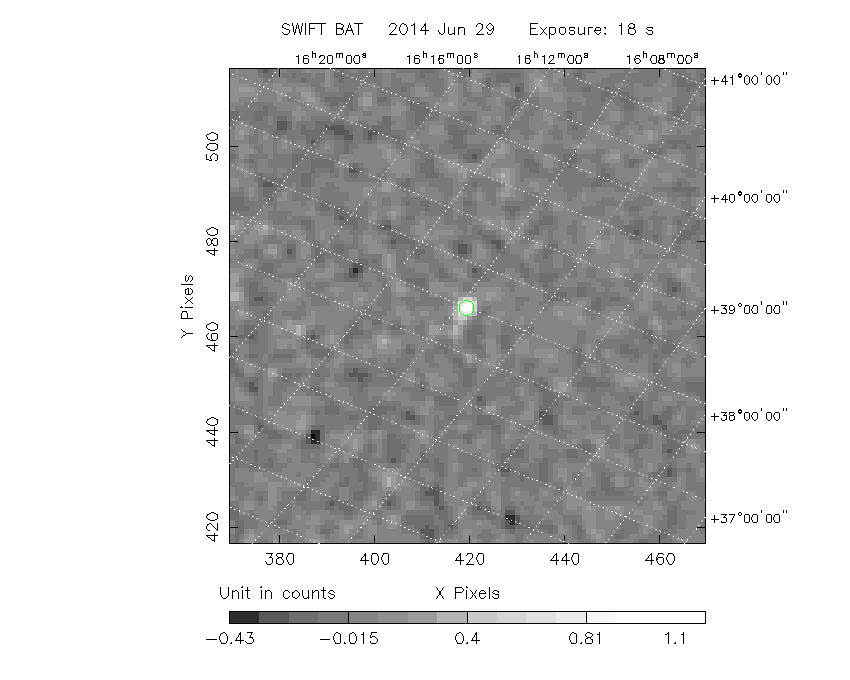 SWIFT BAT 2014 Jun 29 Exposure: 18 s
16ʰ20ᵐ00ˢ 16ʰ16ᵐ00ˢ 16ʰ12ᵐ00ˢ 16ʰ08ᵐ00ˢ
+41°00'00"
500
+40°00'00"
480
+39°00'00"
Y Pixels
460
+38°00'00"
440
+37°00'00"
420
380 400 420 440 460
Unit in counts X Pixels
−0.43 −0.015 0.4 0.81 1.1